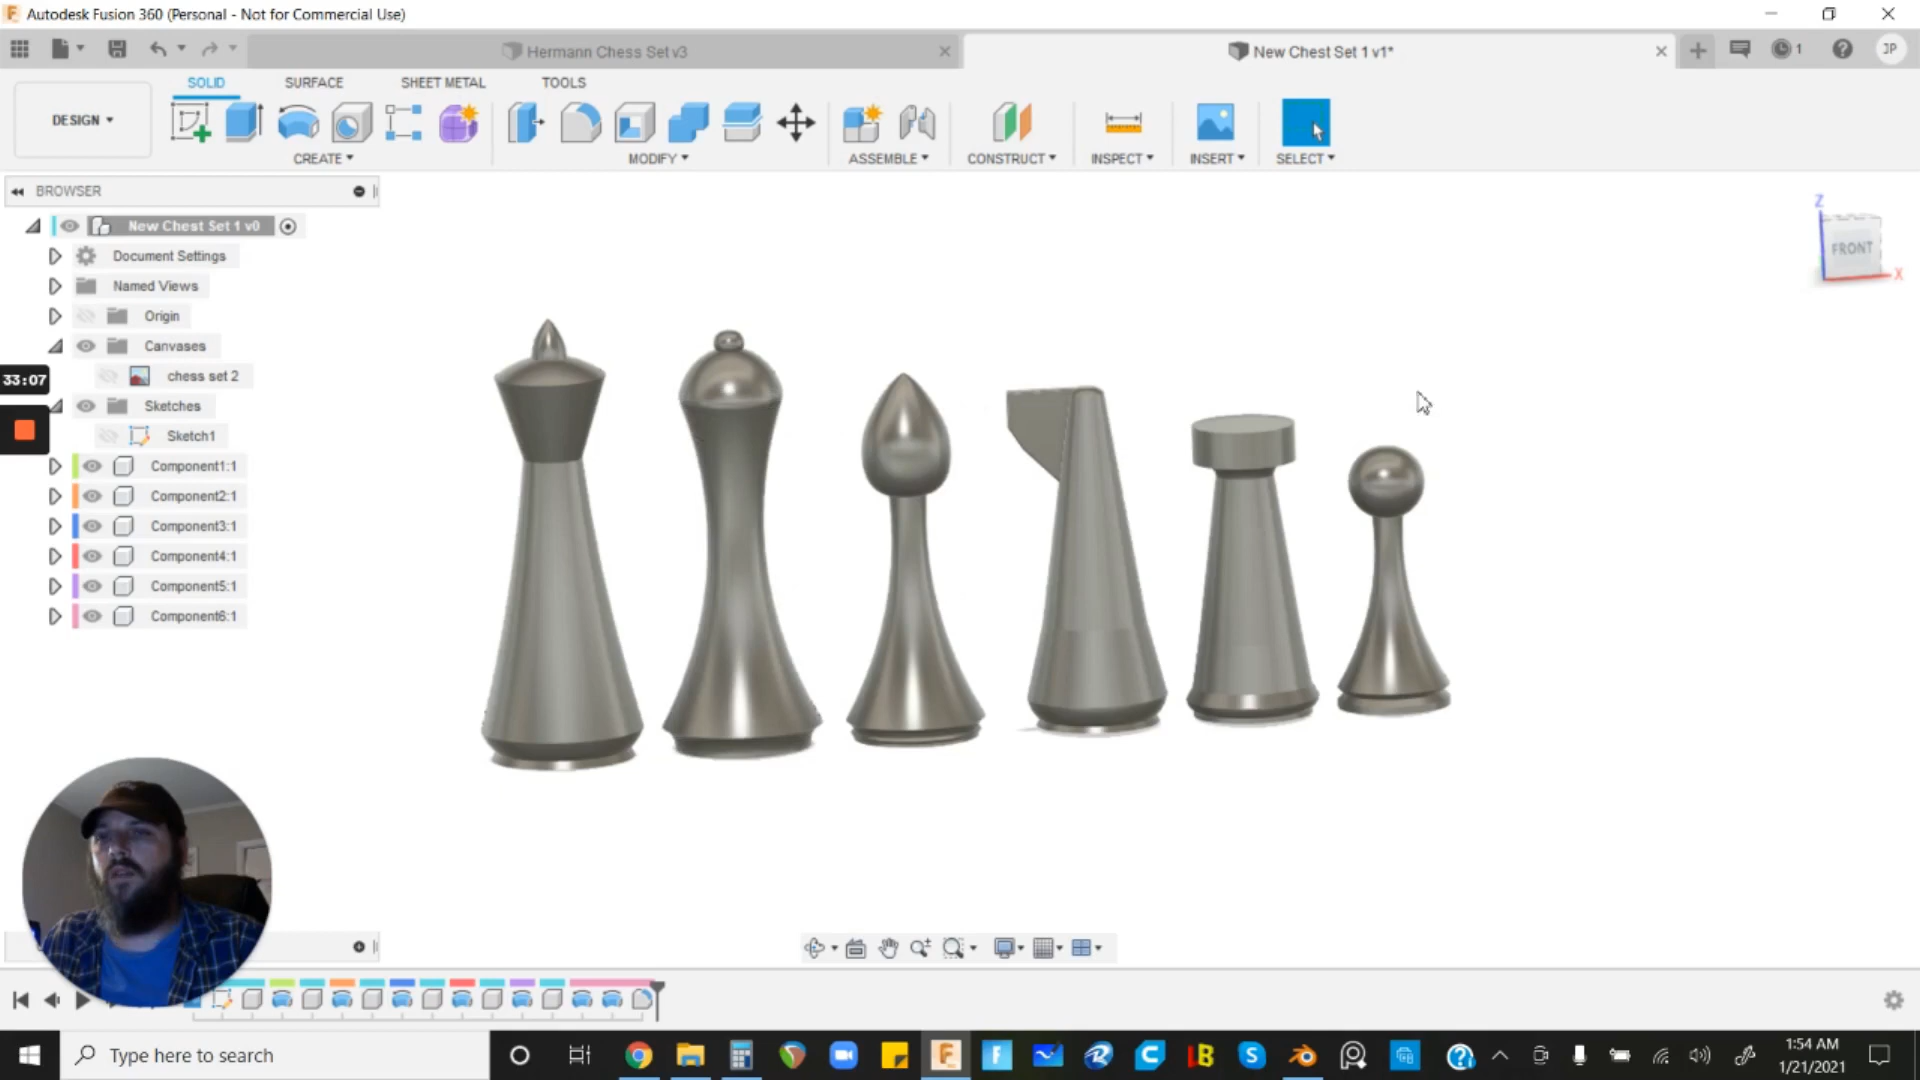 Autodesk Fusion 360 (Personal - Not for Commercial Use)
Hermann Chess Set v3
New Chest Set 1 v1*
1
JP
SOLID
SURFACE
SHEET METAL
TOOLS
DESIGN
CREATE
MODIFY
ASSEMBLE
CONSTRUCT
INSPECT
INSERT
SELECT
BROWSER
New Chest Set 1 v0
Document Settings
Named Views
Origin
Canvases
chess set 2
33:07
Sketches
Sketch1
Component1:1
Component2:1
Component3:1
Component4:1
Component5:1
Component6:1
Z
FRONT
X
Type here to search
1:54 AM
1/21/2021